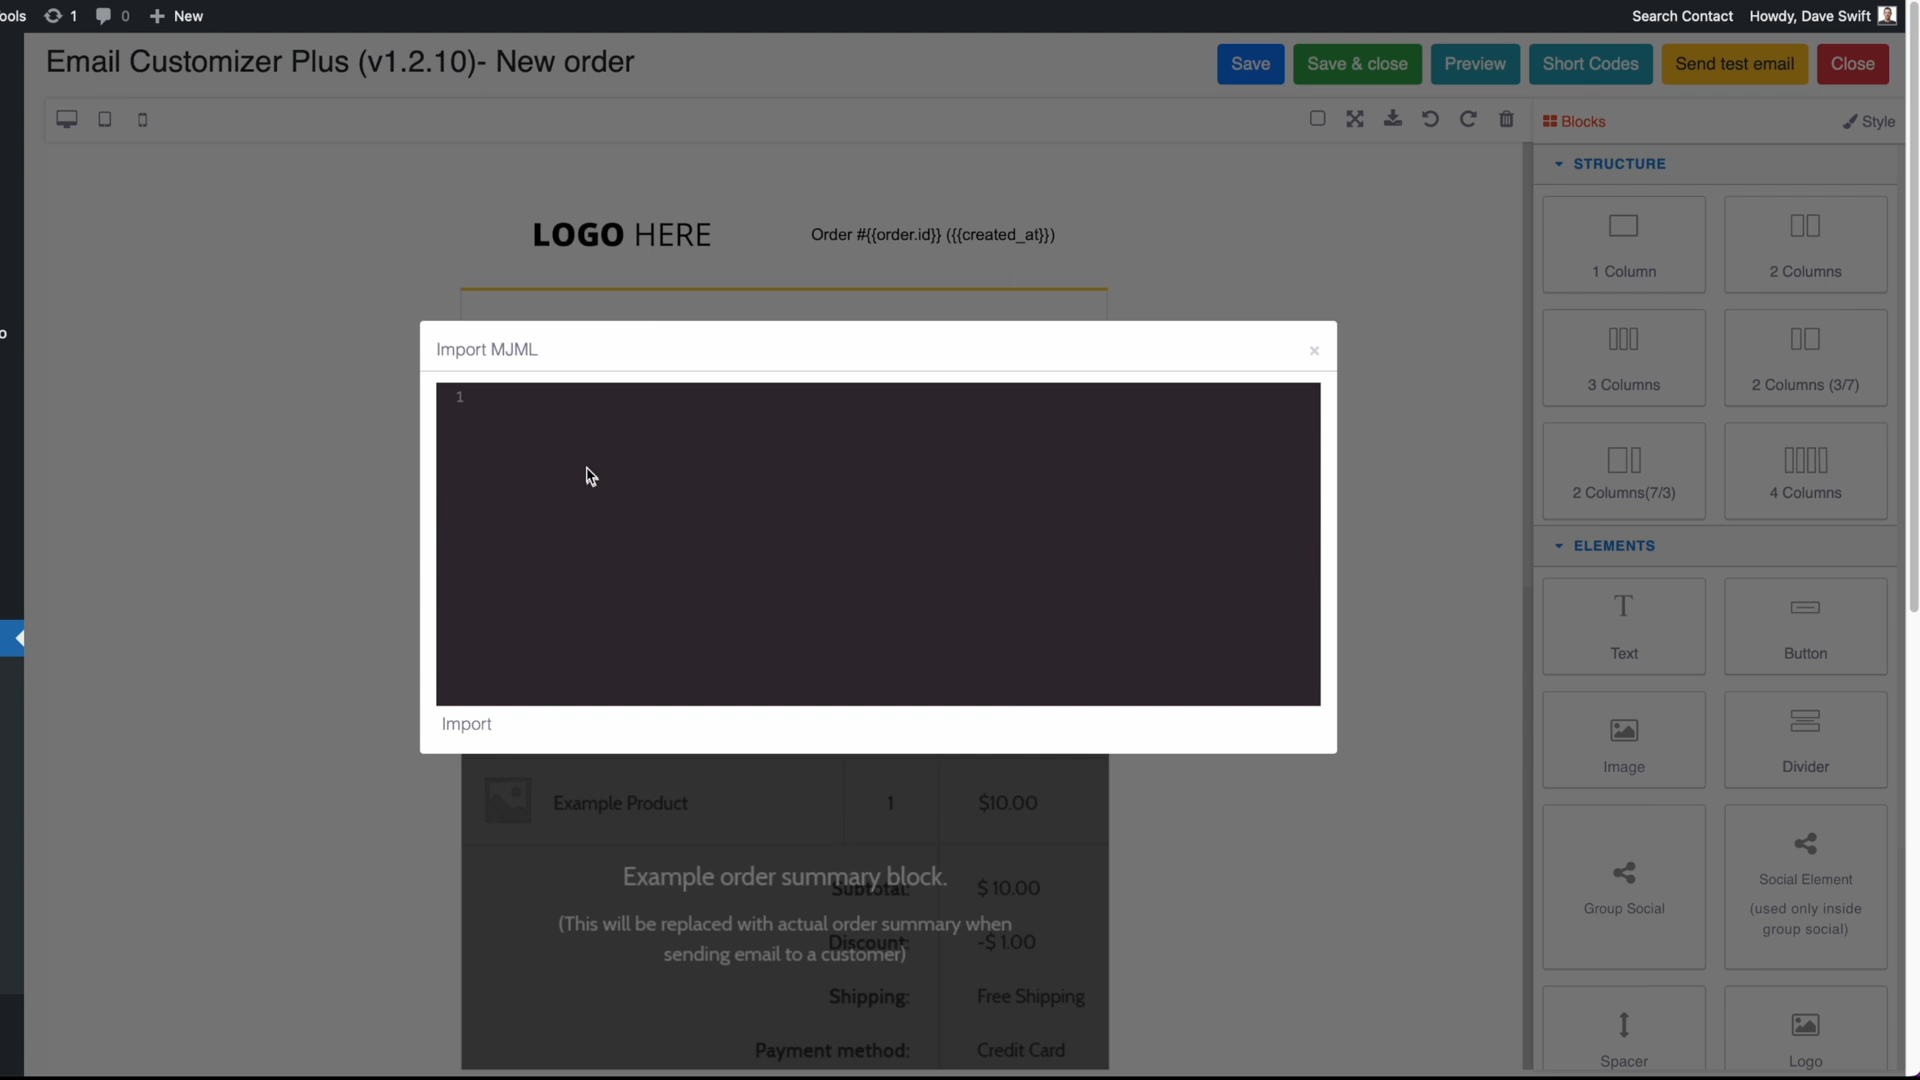 ools 1 0 New Search Contact Howdy, Dave Swift
Email Customizer Plus (v1.2.10)- New order Save Save & close Preview Short Codes Send test email Close
Blocks Style
STRUCTURE
LOGO HERE Order #{{order.id}} ({{created_at}})
1 Column 2 Columns
o
Import MJML ×
3 Columns 2 Columns (3/7)
1
2 Columns(7/3) 4 Columns
ELEMENTS
Text Button
Import
Image Divider
Example Product 1 $10.00
Example order summary block.
Subtotal: $ 10.00
(This will be replaced with actual order summary when
Discount: -$ 1.00
sending email to a customer)
Group Social
Social Element
(used only inside
group social)
Shipping: Free Shipping
Payment method: Credit Card
Spacer Logo